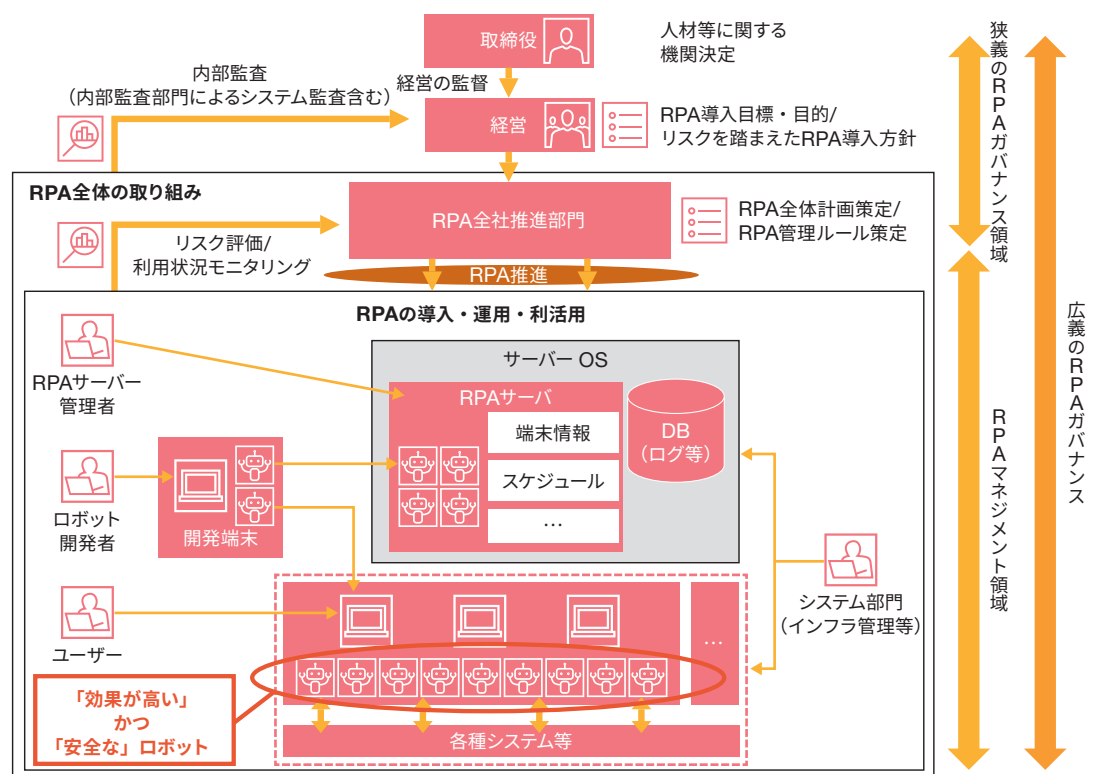 取締役
人材等に関する
機関決定
内部監査
（内部監査部門によるシステム監査含む）
経営の監督
経営
RPA導入目標・目的/
リスクを踏まえたRPA導入方針
狭義のRPAガバナンス領域
RPA全体の取り組み
RPA全社推進部門
RPA全体計画策定/
RPA管理ルール策定
リスク評価/
利用状況モニタリング
RPA推進
RPAの導入・運用・利活用
広義のRPAガバナンス
サーバー OS
RPAサーバー
管理者
RPAサーバ
端末情報
スケジュール
…
DB
（ログ等）
RPAマネジメント領域
ロボット
開発者
開発端末
システム部門
（インフラ管理等）
ユーザー
…
「効果が高い」
かつ
「安全な」ロボット
各種システム等